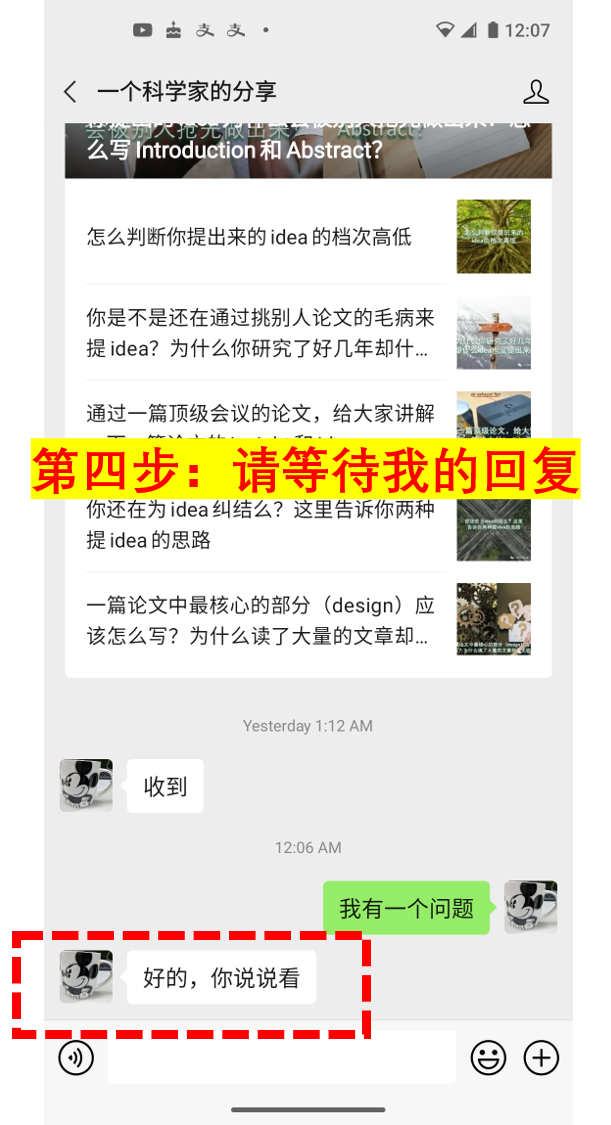 12:07
一个科学家的分享
么写 Introduction 和 Abstract？
怎么判断你提出来的 idea 的档次高低
你是不是还在通过挑别人论文的毛病来
提 idea？为什么你研究了好几年却什...
通过一篇顶级会议的论文，给大家讲解
第四步：请等待我的回复
你还在为 idea 纠结么？这里告诉你两种
提 idea 的思路
一篇论文中最核心的部分（design）应
该怎么写？为什么读了大量的文章却...
Yesterday 1:12 AM
收到
12:06 AM
我有一个问题
好的，你说说看